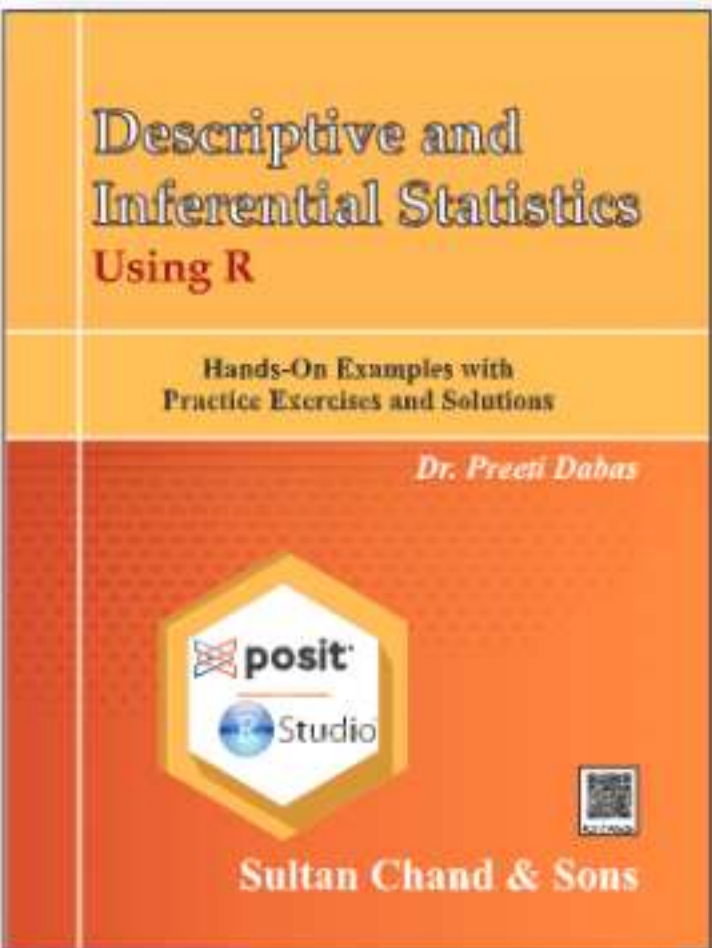 Descriptive and
Inferential Statistics
Using R
Hands-On Examples with
Practice Exercises and Solutions
Dr. Preeti Dabas
posit
R Studio
Sultan Chand & Sons